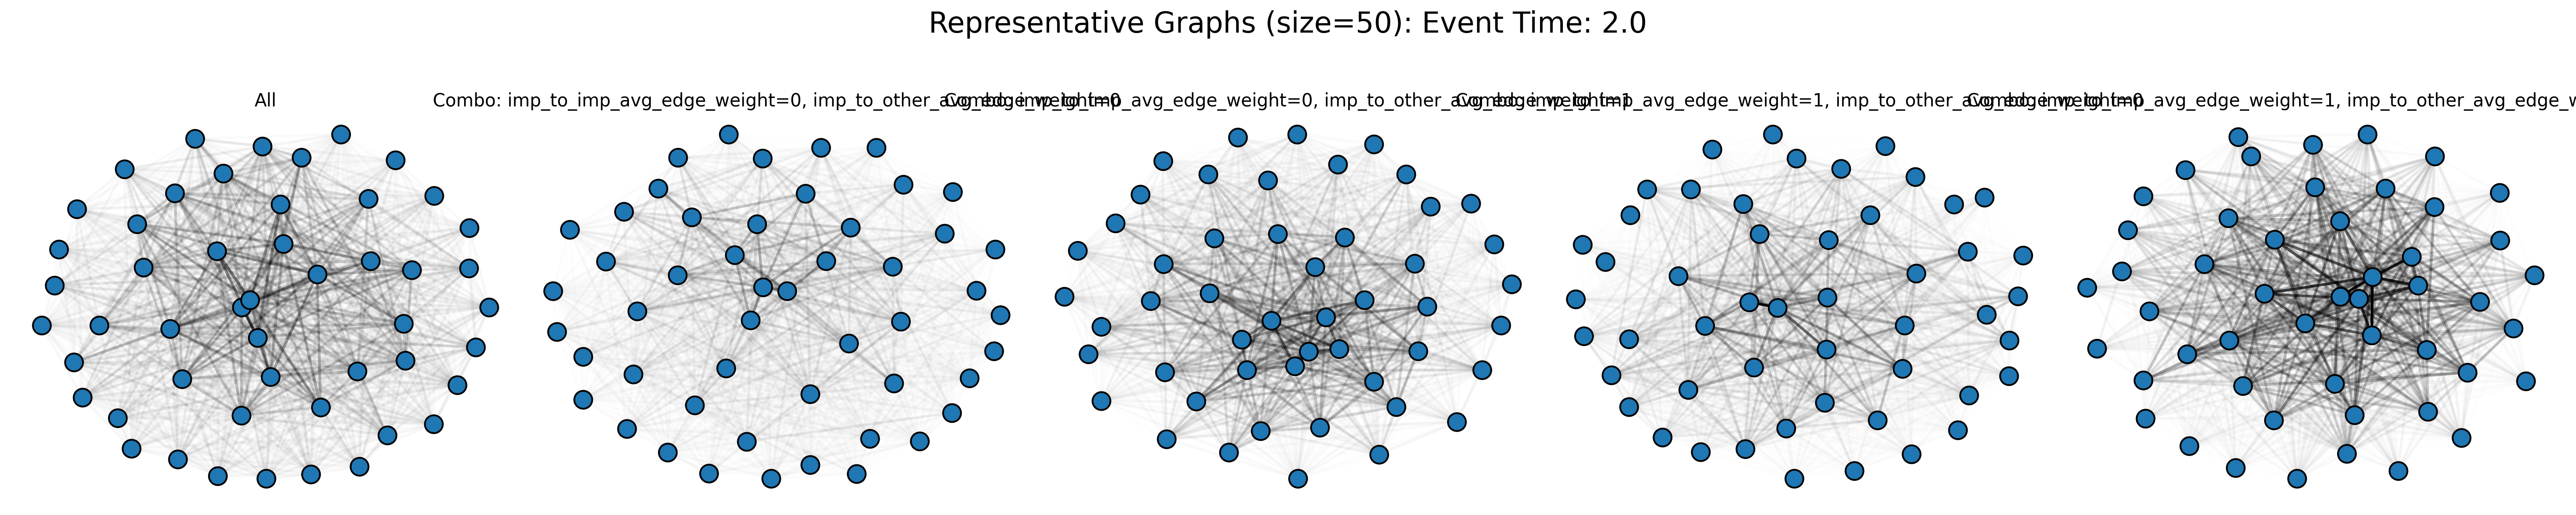 Representative Graphs (size=50): Event Time: 2.0
All
Combo: imp_to_imp_avg_edge_weight=0, imp_to_other_avg_edge_weight=0
Combo: imp_to_imp_avg_edge_weight=0, imp_to_other_avg_edge_weight=1
Combo: imp_to_imp_avg_edge_weight=1, imp_to_other_avg_edge_weight=0
Combo: imp_to_imp_avg_edge_weight=1, imp_to_other_avg_edge_w